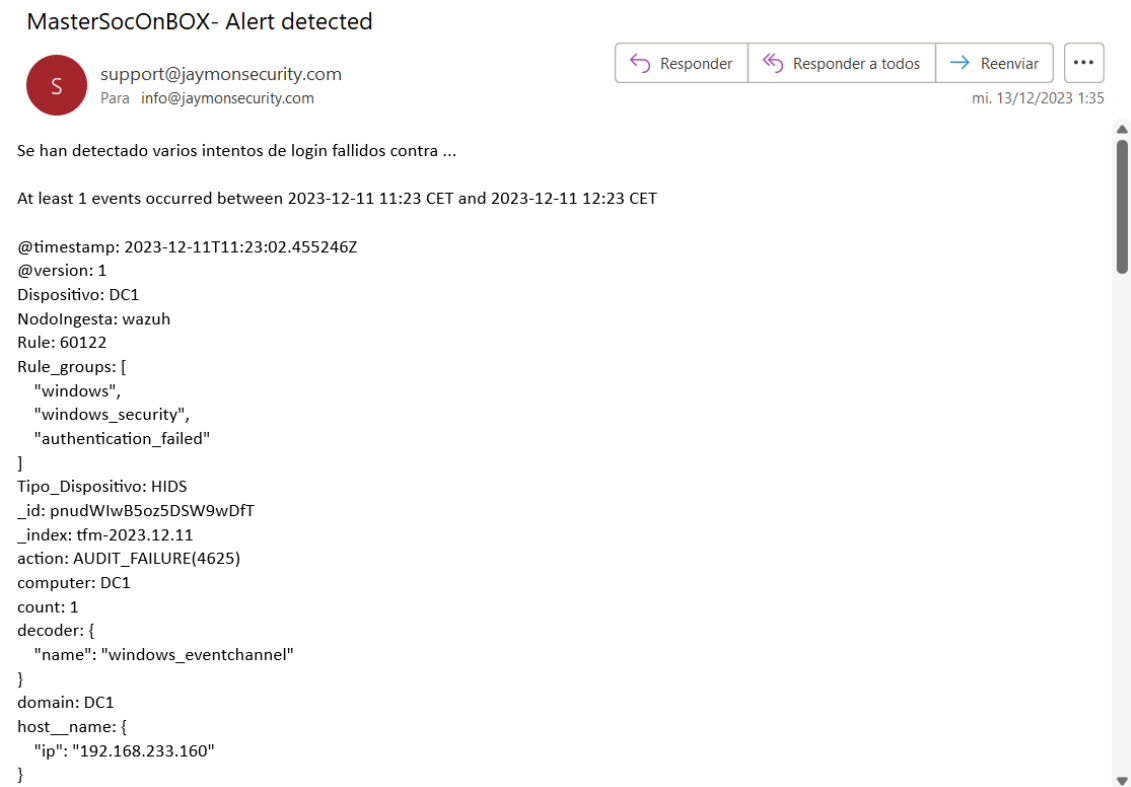 MasterSocOnBOX- Alert detected
S
support@jaymonsecurity.com
Para info@jaymonsecurity.com
Responder
Responder a todos
Reenviar
mi. 13/12/2023 1:35
Se han detectado varios intentos de login fallidos contra ...
At least 1 events occurred between 2023-12-11 11:23 CET and 2023-12-11 12:23 CET
@timestamp: 2023-12-11T11:23:02.455246Z
@version: 1
Dispositivo: DC1
NodoIngesta: wazuh
Rule: 60122
Rule_groups: [
"windows",
"windows_security",
"authentication_failed"
]
Tipo_Dispositivo: HIDS
_id: pnudWIwB5oz5DSW9wDfT
_index: tfm-2023.12.11
action: AUDIT_FAILURE(4625)
computer: DC1
count: 1
decoder: {
"name": "windows_eventchannel"
}
domain: DC1
host__name: {
"ip": "192.168.233.160"
}